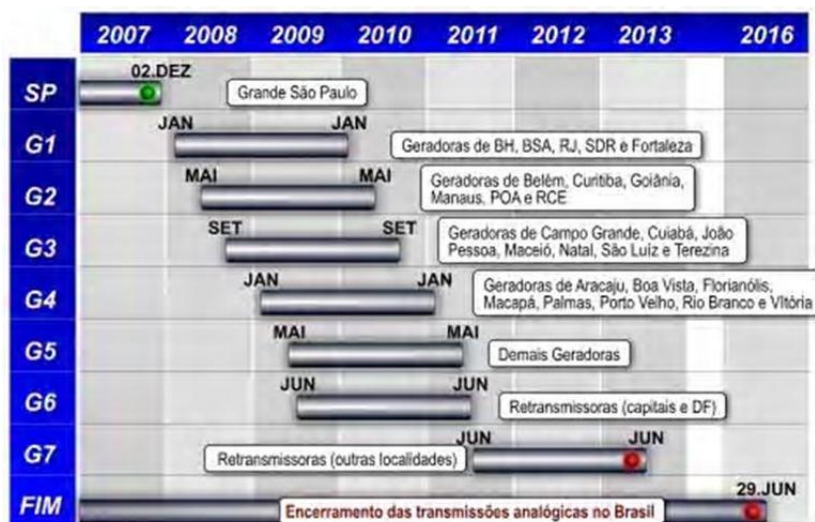 2007 2008 2009 2010 2011 2012 2013 2016
SP
02.DEZ
Grande São Paulo
G1
JAN JAN
Geradoras de BH, BSA, RJ, SDR e Fortaleza
G2
MAI MAI
Geradoras de Belém, Curitiba, Goiânia,
Manaus, POA e RCE
G3
SET SET
Geradoras de Campo Grande, Cuiabá, João
Pessoa, Maceió, Natal, São Luíz e Terezina
G4
JAN JAN
Geradoras de Aracaju, Boa Vista, Florianólis,
Macapá, Palmas, Porto Velho, Rio Branco e VItória
G5
MAI MAI
Demais Geradoras
G6
JUN JUN
Retransmissoras (capitais e DF)
G7
Retransmissoras (outras localidades)
JUN JUN
FIM
Encerramento das transmissões analógicas no Brasil
29.JUN